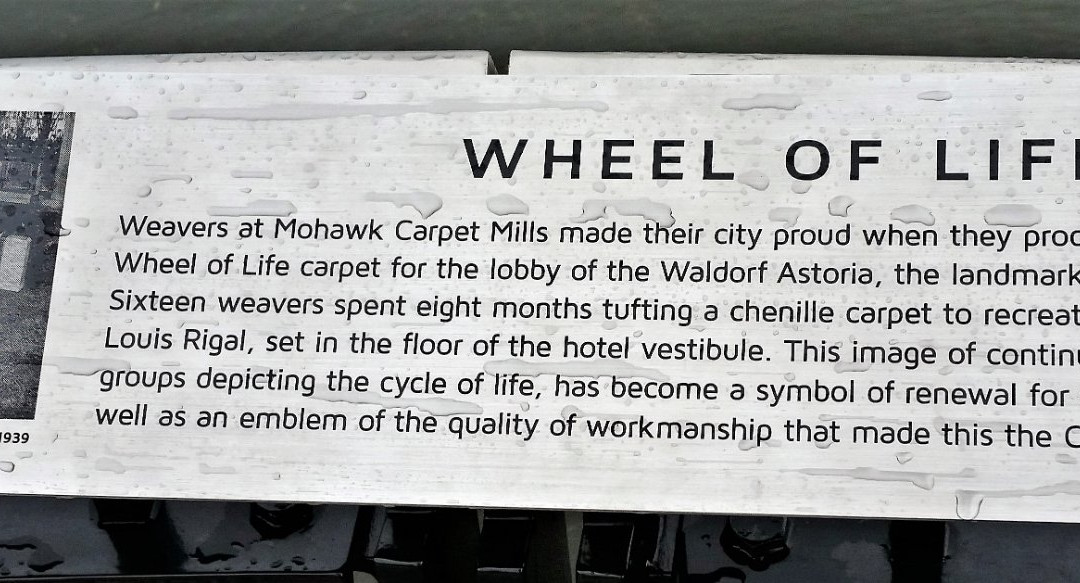 WHEEL OF LIF
Weavers at Mohawk Carpet Mills made their city proud when they
Wheel of Life carpet for the lobby of the Waldorf Astoria, the landmark
Sixteen weavers spent eight months tufting a chenille carpet to recreat
Louis Rigal, set in the floor of the hotel vestibule. This image of contin
groups depicting the cycle of life, has become a symbol of renewal for
well as an emblem of the quality of workmanship that made this the C
1939